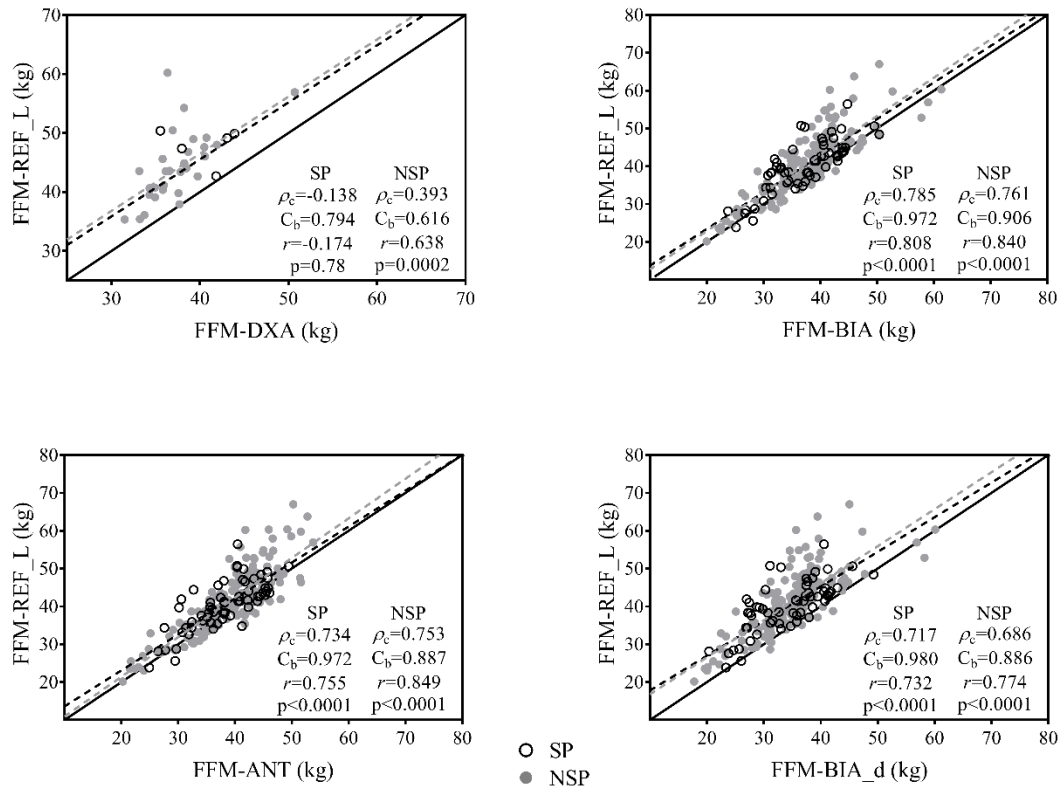 FFM-REF_L (kg)
70
60
50
40
30
30 40 50 60 70
FFM-DXA (kg)
SP NSP
ρc=-0.138 ρc=0.393
Cb=0.794 Cb=0.616
r=-0.174 r=0.638
p=0.78 p=0.0002
FFM-REF_L (kg)
80
70
60
50
40
30
20
20 30 40 50 60 70 80
FFM-BIA (kg)
SP NSP
ρc=0.785 ρc=0.761
Cb=0.972 Cb=0.906
r=0.808 r=0.840
p<0.0001 p<0.0001
FFM-REF_L (kg)
80
70
60
50
40
30
20
20 30 40 50 60 70 80
FFM-ANT (kg)
SP NSP
ρc=0.734 ρc=0.753
Cb=0.972 Cb=0.887
r=0.755 r=0.849
p<0.0001 p<0.0001
FFM-REF_L (kg)
80
70
60
50
40
30
20
20 30 40 50 60 70 80
FFM-BIA_d (kg)
SP NSP
ρc=0.717 ρc=0.686
Cb=0.980 Cb=0.886
r=0.732 r=0.774
p<0.0001 p<0.0001
SP
NSP